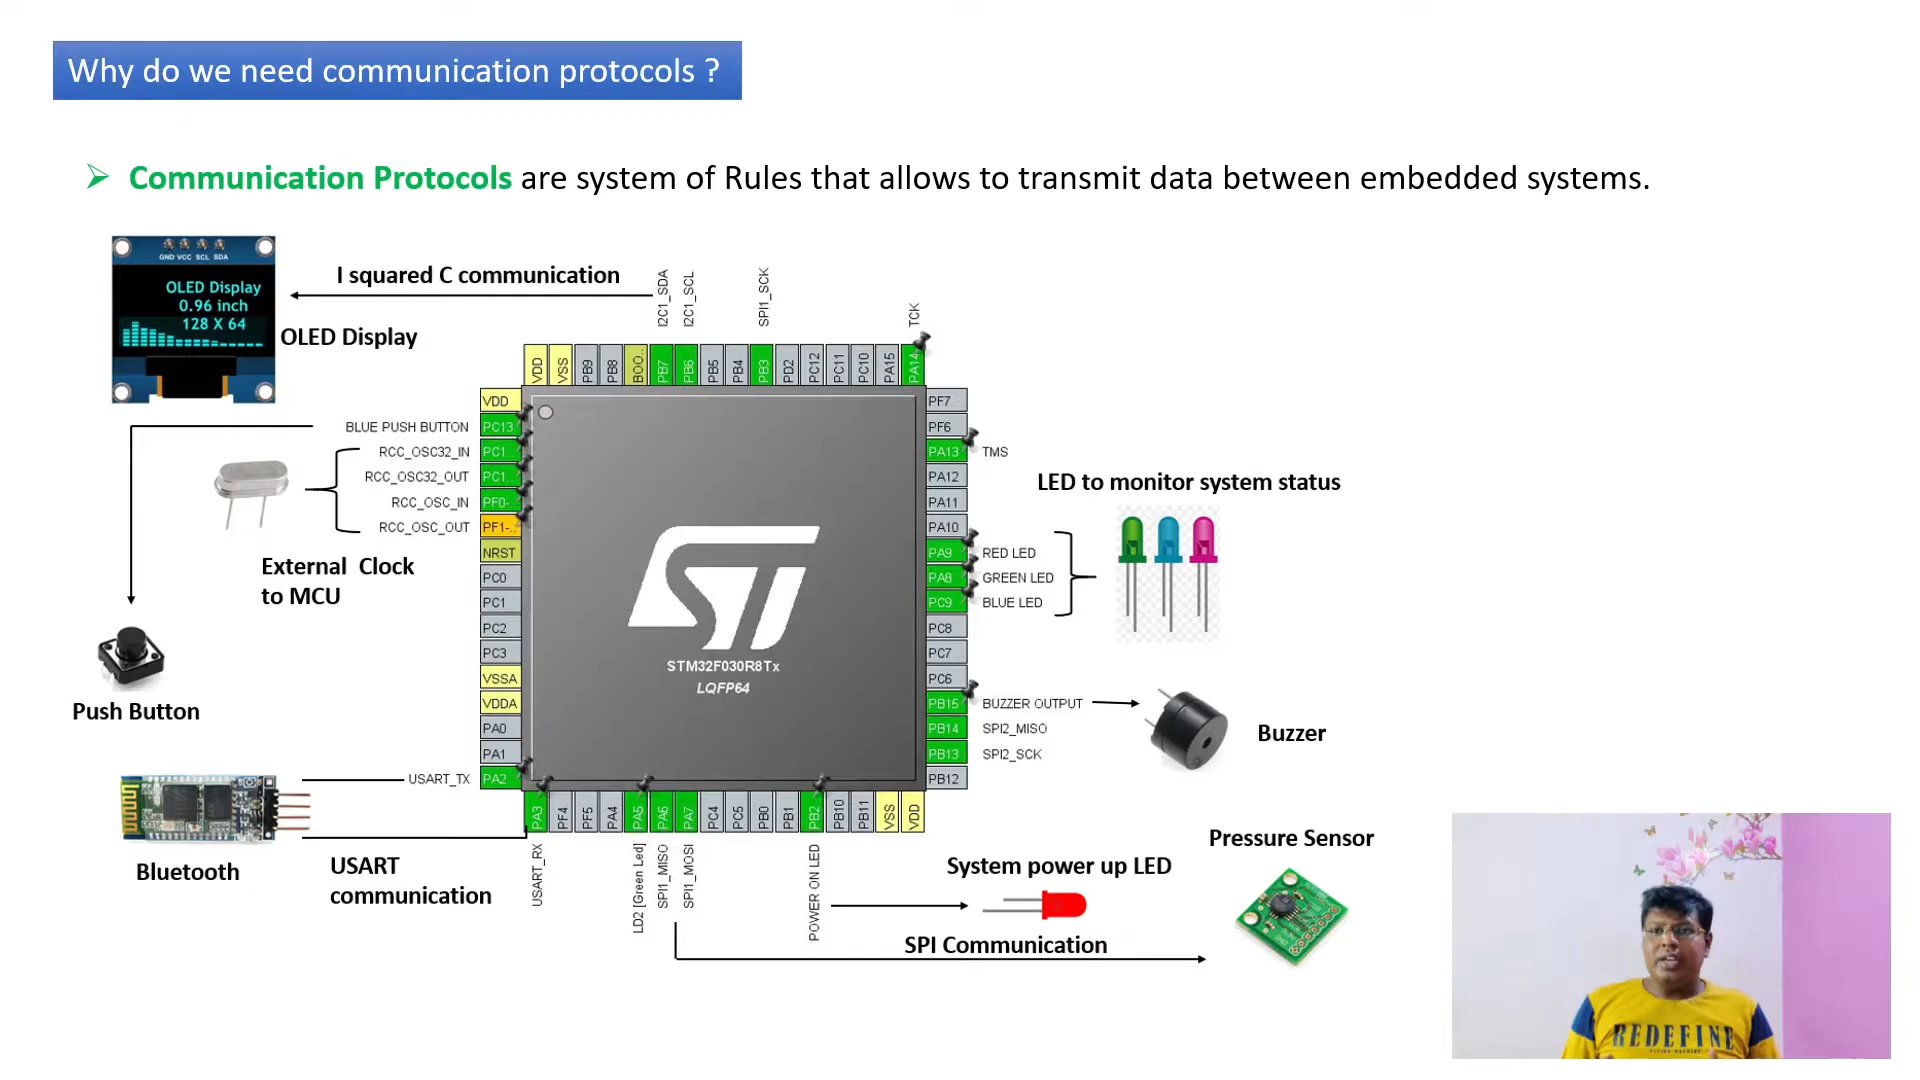 Why do we need communication protocols ?
Communication Protocols are system of Rules that allows to transmit data between embedded systems.
GND VCC SCL SDA
OLED Display
0.96 inch
128 X 64
OLED Display
I squared C communication
I2C1_SDA
I2C1_SCL
SPI1_SCK
TCK
VDD
VSS
PB9
PB8
BOO..
PB7
PB6
PB5
PB4
PB3
PD2
PC12
PC11
PC10
PA15
PA14
BLUE PUSH BUTTON
RCC_OSC32_IN
RCC_OSC32_OUT
RCC_OSC_IN
RCC_OSC_OUT
External Clock
to MCU
Push Button
VDD
PC13
PC1..
PC1..
PF0-..
PF1-..
NRST
PC0
PC1
PC2
PC3
VSSA
VDDA
PA0
PA1
PA2
USART_TX
ST
STM32F030R8Tx
LQFP64
PF7
PF6
PA13
PA12
PA11
PA10
PA9
PA8
PC9
PC8
PC7
PC6
PB15
PB14
PB13
PB12
TMS
LED to monitor system status
RED LED
GREEN LED
BLUE LED
BUZZER OUTPUT
SPI2_MISO
SPI2_SCK
Buzzer
PA3
PF4
PF5
PA4
PA5
PA6
PA7
PC4
PC5
PB0
PB1
PB2
PB10
PB11
VSS
VDD
Bluetooth
USART
communication
USART_RX
LD2 [Green Led]
SPI1_MISO
SPI1_MOSI
POWER ON LED
System power up LED
SPI Communication
Pressure Sensor
REDEFINE